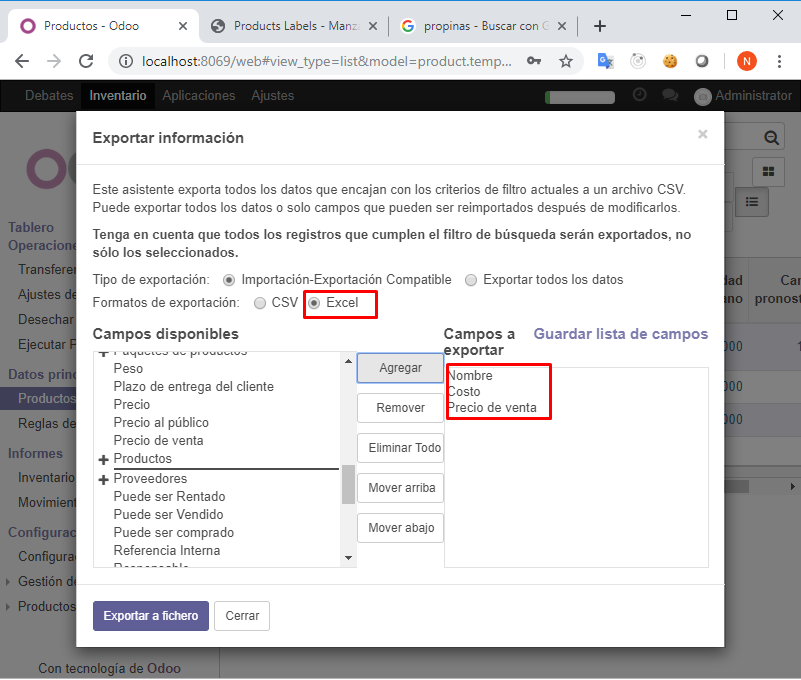 Productos - Odoo
Products Labels - Manz
propinas - Buscar con G
localhost:8069/web#view_type=list&model=product.temp...
N
Debates Inventario Aplicaciones Ajustes Administrator
Exportar información
×
Este asistente exporta todos los datos que encajan con los criterios de filtro actuales a un archivo CSV.
Puede exportar todos los datos o solo campos que pueden ser reimportados después de modificarlos.
Tenga en cuenta que todos los registros que cumplen el filtro de búsqueda serán exportados, no
sólo los seleccionados.
Tipo de exportación: Importación-Exportación Compatible Exportar todos los datos
Formatos de exportación: CSV Excel
Campos disponibles
Paquetes de productos
Peso
Plazo de entrega del cliente
Precio
Precio al público
Precio de venta
Productos
Proveedores
Puede ser Rentado
Puede ser Vendido
Puede ser comprado
Referencia Interna
Responsable
Agregar
Remover
Eliminar Todo
Mover arriba
Mover abajo
Campos a
exportar
Guardar lista de campos
Nombre
Costo
Precio de venta
Exportar a fichero
Cerrar
Tablero
Operacione
Transferen
Ajustes de
Desechar
Ejecutar P
Datos princ
Productos
Reglas de
Informes
Inventario
Movimien
Configurac
Configura
Gestión de
Productos
Con tecnología de Odoo
dad
ano
Can
pronost
000
1
000
000